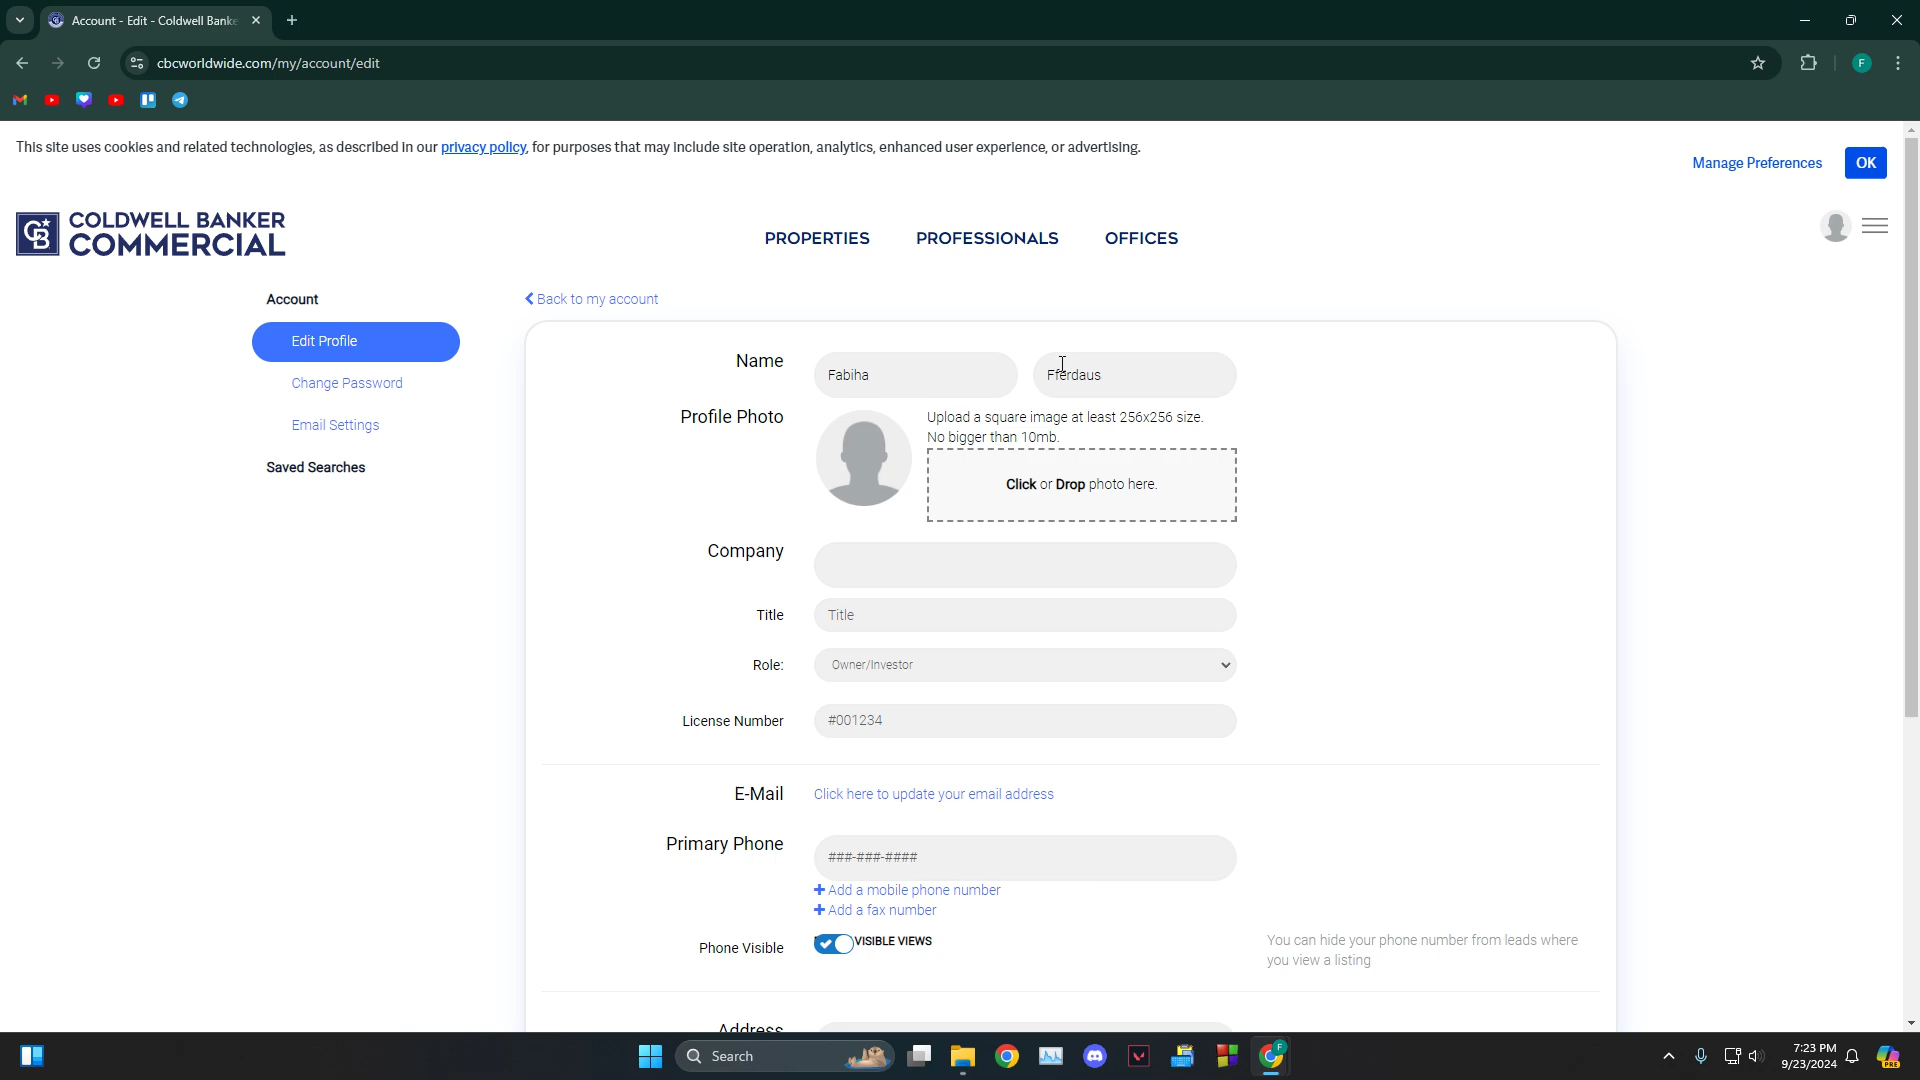 Account - Edit - Coldwell Banke
cbcworldwide.com/my/account/edit
F
This site uses cookies and related technologies, as described in our privacy policy, for purposes that may include site operation, analytics, enhanced user experience, or advertising.
Manage Preferences
OK
CB
COLDWELL BANKER
COMMERCIAL
PROPERTIES
PROFESSIONALS
OFFICES
Account
Edit Profile
Change Password
Email Settings
Saved Searches
Back to my account
Name
Fabiha
Fferdaus
Profile Photo
Upload a square image at least 256x256 size.
No bigger than 10mb.
Click or Drop photo here.
Company
Title
Title
Role:
Owner/Investor
License Number
#001234
E-Mail
Click here to update your email address
Primary Phone
###-###-####
+ Add a mobile phone number
+ Add a fax number
Phone Visible
VISIBLE VIEWS
You can hide your phone number from leads where
you view a listing
Address
Search
F
7:23 PM
9/23/2024
PRE